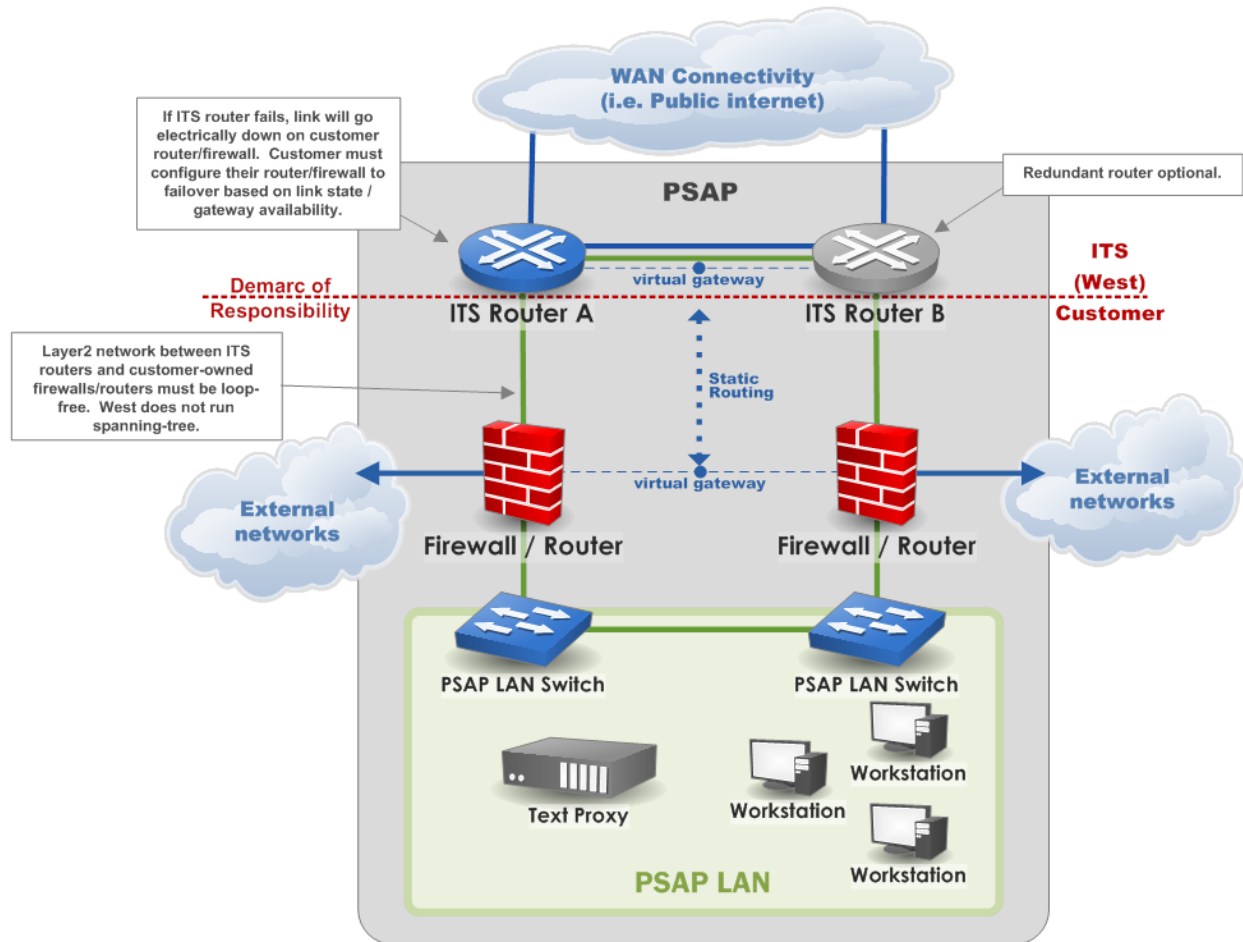 WAN Connectivity
(i.e. Public internet)
If ITS router fails, link will go
electrically down on customer
router/firewall. Customer must
configure their router/firewall to
failover based on link state /
gateway availability.
PSAP
Redundant router optional.
virtual gateway
Demarc of
Responsibility
ITS
(West)
Customer
ITS Router A
ITS Router B
Layer2 network between ITS
routers and customer-owned
firewalls/routers must be loop-
free. West does not run
spanning-tree.
Static
Routing
virtual gateway
External
networks
External
networks
Firewall / Router
Firewall / Router
PSAP LAN Switch
PSAP LAN Switch
Text Proxy
Workstation
Workstation
Workstation
PSAP LAN